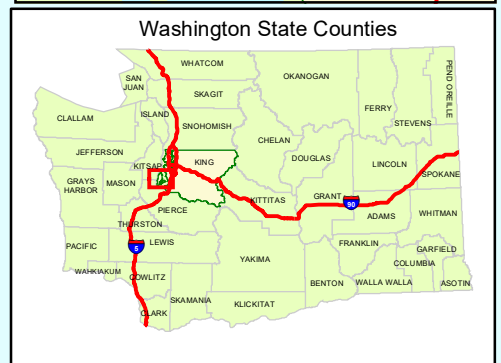 Washington State Counties
WHATCOM
SAN
JUAN
SKAGIT
OKANOGAN
PEND OREILLE
FERRY
STEVENS
CLALLAM
ISLAND
SNOHOMISH
CHELAN
JEFFERSON
KITSAP
KING
DOUGLAS
LINCOLN
SPOKANE
GRAYS
HARBOR
MASON
KITTITAS
GRANT
90
ADAMS
WHITMAN
PIERCE
THURSTON
PACIFIC
5
LEWIS
YAKIMA
FRANKLIN
GARFIELD
COLUMBIA
WAHKIAKUM
COWLITZ
BENTON
WALLA WALLA
ASOTIN
SKAMANIA
KLICKITAT
CLARK